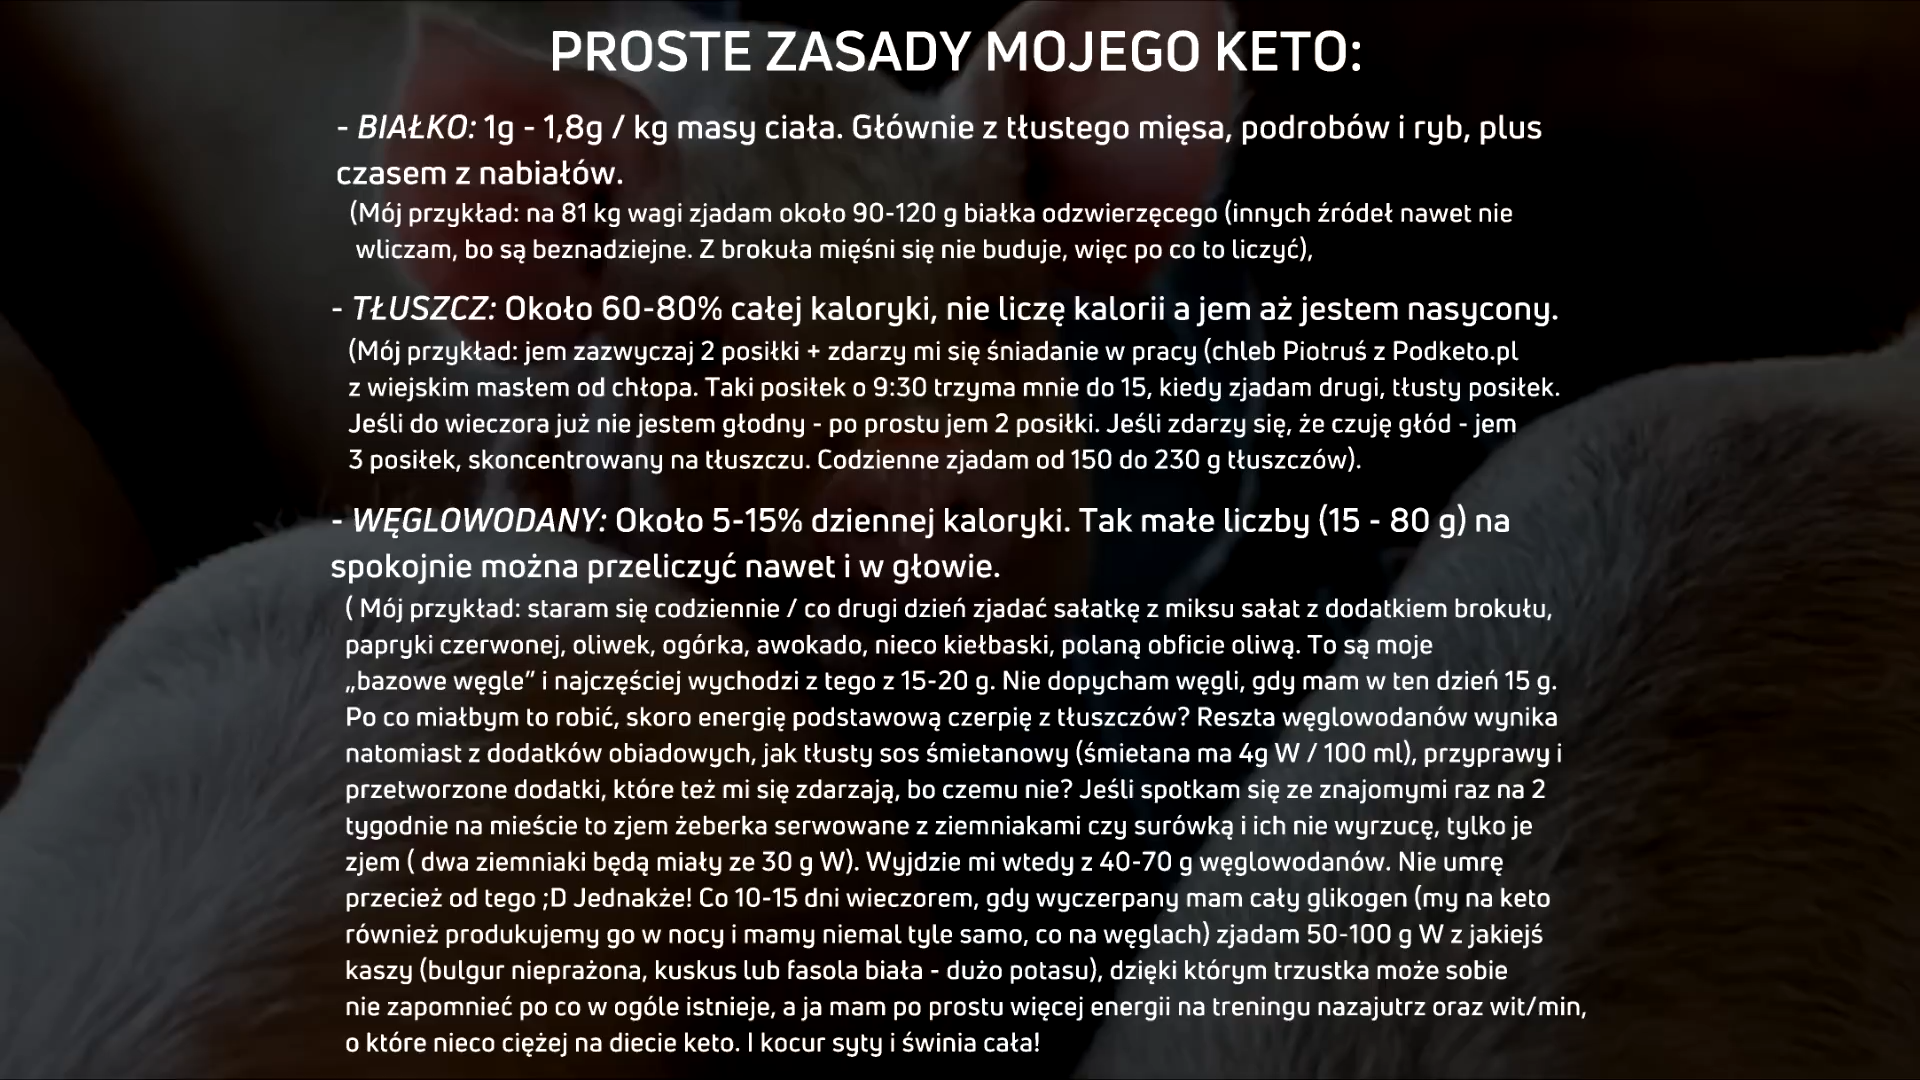 PROSTE ZASADY MOJEGO KETO:
- BIAŁKO: 1g - 1,8g / kg masy ciała. Głównie z tłustego mięsa, podrobów i ryb, plus
czasem z nabiałów.
(Mój przykład: na 81 kg wagi zjadam około 90-120 g białka odzwierzęcego (innych źródeł nawet nie
wliczam, bo są beznadziejne. Z brokuła mięśni się nie buduje, więc po co to liczyć),
- TŁUSZCZ: Około 60-80% całej kaloryki, nie liczę kalorii a jem aż jestem nasycony.
(Mój przykład: jem zazwyczaj 2 posiłki + zdarzy mi się śniadanie w pracy (chleb Piotruś z Podketo.pl
z wiejskim masłem od chłopa. Taki posiłek o 9:30 trzyma mnie do 15, kiedy zjadam drugi, tłusty posiłek.
Jeśli do wieczora już nie jestem głodny - po prostu jem 2 posiłki. Jeśli zdarzy się, że czuję głód - jem
3 posiłek, skoncentrowany na tłuszczu. Codzienne zjadam od 150 do 230 g tłuszczów).
- WĘGLOWODANY: Około 5-15% dziennej kaloryki. Tak małe liczby (15 - 80 g) na
spokojnie można przeliczyć nawet i w głowie.
( Mój przykład: staram się codziennie / co drugi dzień zjadać sałatkę z miksu sałat z dodatkiem brokułu,
papryki czerwonej, oliwek, ogórka, awokado, nieco kiełbaski, polaną obficie oliwą. To są moje
„bazowe węgle” i najczęściej wychodzi z tego z 15-20 g. Nie dopycham węgli, gdy mam w ten dzień 15 g.
Po co miałbym to robić, skoro energię podstawową czerpię z tłuszczów? Reszta węglowodanów wynika
natomiast z dodatków obiadowych, jak tłusty sos śmietanowy (śmietana ma 4g W / 100 ml), przyprawy i
przetworzone dodatki, które też mi się zdarzają, bo czemu nie? Jeśli spotkam się ze znajomymi raz na 2
tygodnie na mieście to zjem żeberka serwowane z ziemniakami czy surówką i ich nie wyrzucę, tylko je
zjem ( dwa ziemniaki będą miały ze 30 g W). Wyjdzie mi wtedy z 40-70 g węglowodanów. Nie umrę
przecież od tego ;D Jednakże! Co 10-15 dni wieczorem, gdy wyczerpany mam cały glikogen (my na keto
również produkujemy go w nocy i mamy niemal tyle samo, co na węglach) zjadam 50-100 g W z jakiejś
kaszy (bulgur nieprażona, kuskus lub fasola biała - dużo potasu), dzięki którym trzustka może sobie
nie zapomnieć po co w ogóle istnieje, a ja mam po prostu więcej energii na treningu nazajutrz oraz wit/min,
o które nieco ciężej na diecie keto. I kocur syty i świnia cała!